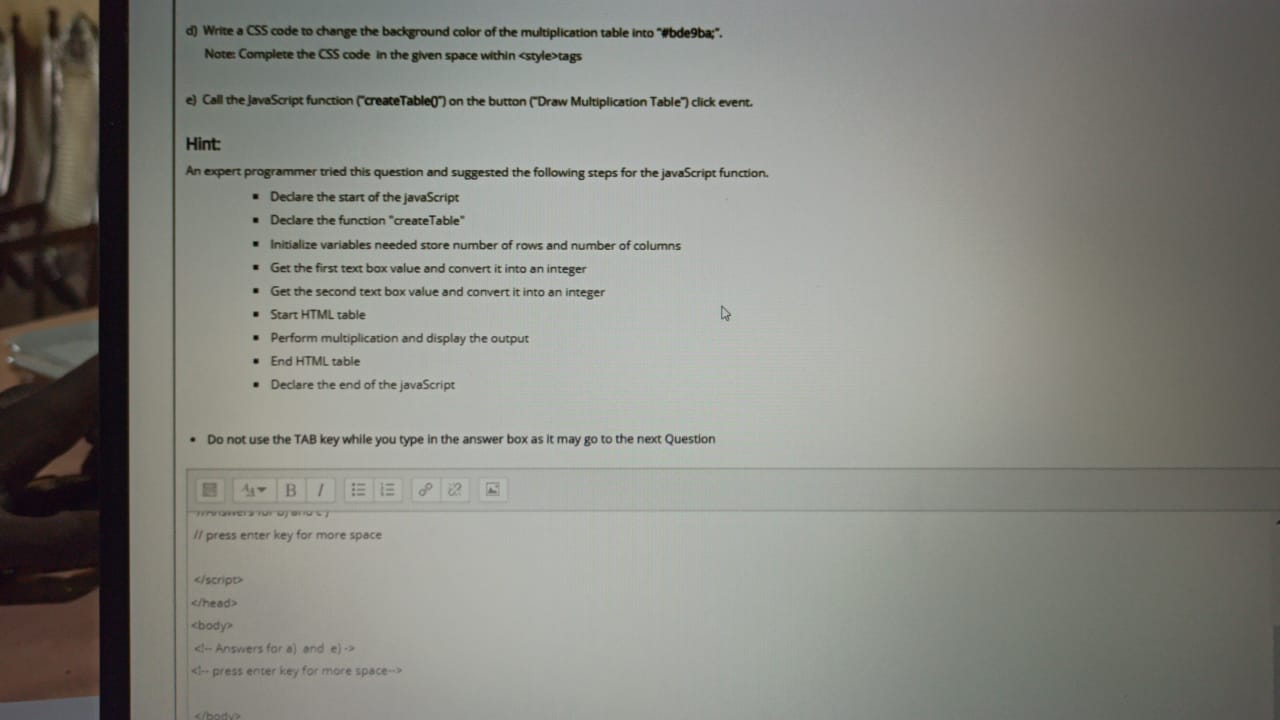 d) Write a CSS code to change the background color of the multiplication table into "#bde9ba;".
Note: Complete the CSS code in the given space within <style>tags
e) Call the JavaScript function ("createTable()") on the button ("Draw Multiplication Table") click event.
Hint:
An expert programmer tried this question and suggested the following steps for the javaScript function.
▪ Declare the start of the javaScript
▪ Declare the function "createTable"
▪ Initialize variables needed store number of rows and number of columns
▪ Get the first text box value and convert it into an integer
▪ Get the second text box value and convert it into an integer
▪ Start HTML table
▪ Perform multiplication and display the output
▪ End HTML table
▪ Declare the end of the javaScript
• Do not use the TAB key while you type in the answer box as it may go to the next Question
B I
//Answers for b) and c )
// press enter key for more space
</script>
</head>
<body>
<!-- Answers for a) and e) ->
<!-- press enter key for more space-->
</body>